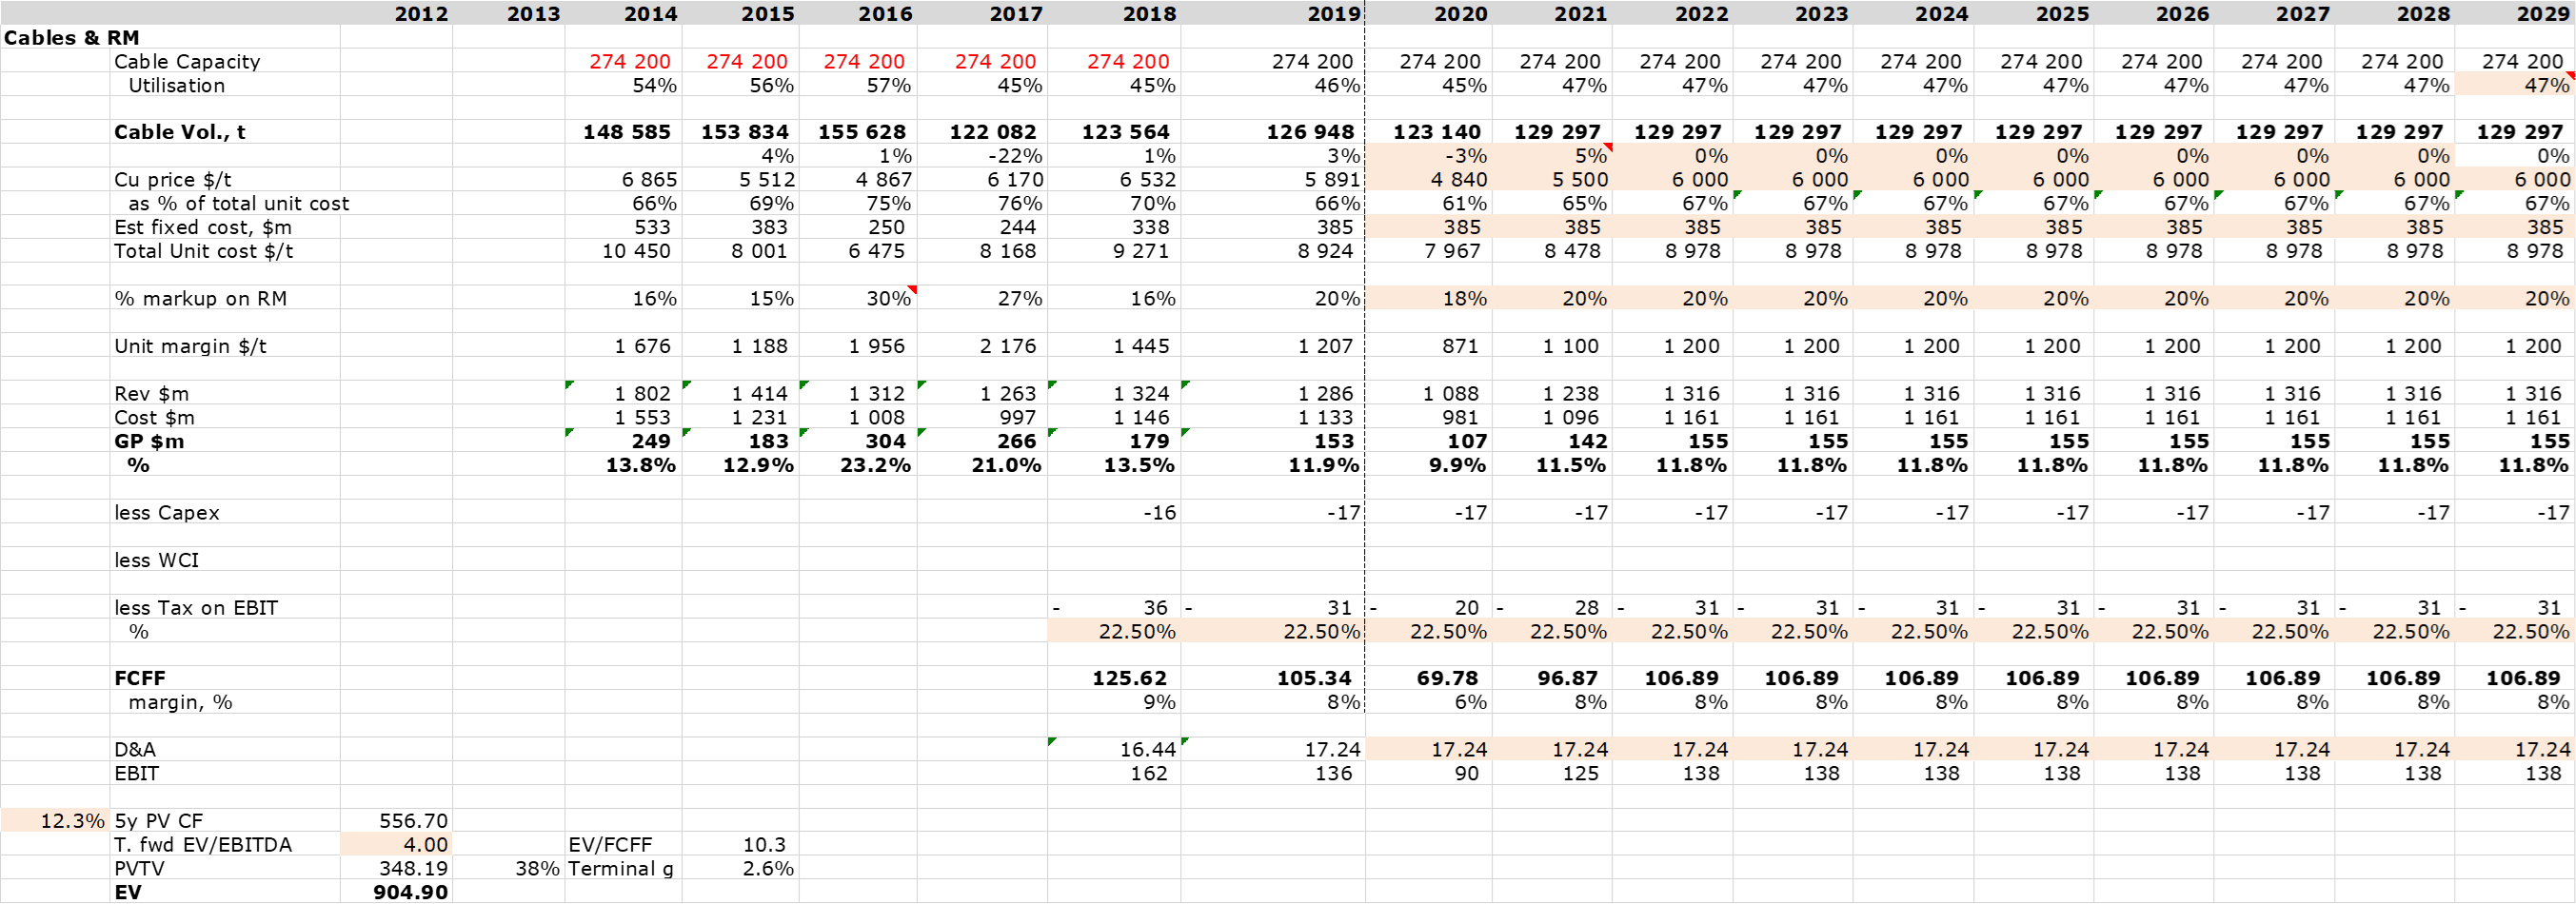 2012 2013 2014 2015 2016 2017 2018 2019 2020 2021 2022 2023 2024 2025 2026 2027 2028 2029
Cables & RM
Cable Capacity 274 200 274 200 274 200 274 200 274 200 274 200 274 200 274 200 274 200 274 200 274 200 274 200 274 200 274 200 274 200 274 200
Utilisation 54% 56% 57% 45% 45% 46% 45% 47% 47% 47% 47% 47% 47% 47% 47% 47%
Cable Vol., t 148 585 153 834 155 628 122 082 123 564 126 948 123 140 129 297 129 297 129 297 129 297 129 297 129 297 129 297 129 297 129 297
4% 1% -22% 1% 3% -3% 5% 0% 0% 0% 0% 0% 0% 0% 0%
Cu price $/t 6 865 5 512 4 867 6 170 6 532 5 891 4 840 5 500 6 000 6 000 6 000 6 000 6 000 6 000 6 000 6 000
as % of total unit cost 66% 69% 75% 76% 70% 66% 61% 65% 67% 67% 67% 67% 67% 67% 67% 67%
Est fixed cost, $m 533 383 250 244 338 385 385 385 385 385 385 385 385 385 385 385
Total Unit cost $/t 10 450 8 001 6 475 8 168 9 271 8 924 7 967 8 478 8 978 8 978 8 978 8 978 8 978 8 978 8 978 8 978
% markup on RM 16% 15% 30% 27% 16% 20% 18% 20% 20% 20% 20% 20% 20% 20% 20% 20%
Unit margin $/t 1 676 1 188 1 956 2 176 1 445 1 207 871 1 100 1 200 1 200 1 200 1 200 1 200 1 200 1 200 1 200
Rev $m 1 802 1 414 1 312 1 263 1 324 1 286 1 088 1 238 1 316 1 316 1 316 1 316 1 316 1 316 1 316 1 316
Cost $m 1 553 1 231 1 008 997 1 146 1 133 981 1 096 1 161 1 161 1 161 1 161 1 161 1 161 1 161 1 161
GP $m 249 183 304 266 179 153 107 142 155 155 155 155 155 155 155 155
% 13.8% 12.9% 23.2% 21.0% 13.5% 11.9% 9.9% 11.5% 11.8% 11.8% 11.8% 11.8% 11.8% 11.8% 11.8% 11.8%
less Capex -16 -17 -17 -17 -17 -17 -17 -17 -17 -17 -17 -17
less WCI
less Tax on EBIT - 36 - 31 - 20 - 28 - 31 - 31 - 31 - 31 - 31 - 31 - 31 - 31
% 22.50% 22.50% 22.50% 22.50% 22.50% 22.50% 22.50% 22.50% 22.50% 22.50% 22.50% 22.50%
FCFF 125.62 105.34 69.78 96.87 106.89 106.89 106.89 106.89 106.89 106.89 106.89 106.89
margin, % 9% 8% 6% 8% 8% 8% 8% 8% 8% 8% 8% 8%
D&A 16.44 17.24 17.24 17.24 17.24 17.24 17.24 17.24 17.24 17.24 17.24 17.24
EBIT 162 136 90 125 138 138 138 138 138 138 138 138
12.3% 5y PV CF 556.70
T. fwd EV/EBITDA 4.00 EV/FCFF 10.3
PVTV 348.19 38% Terminal g 2.6%
EV 904.90